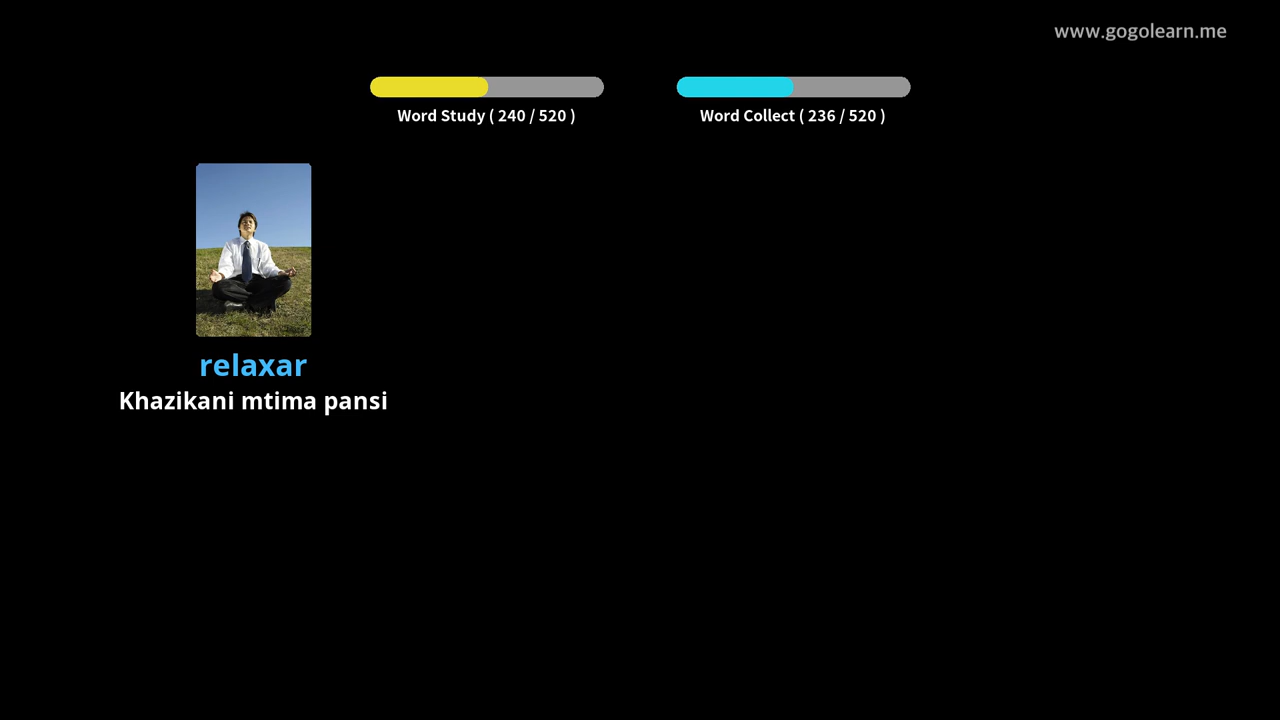 www.gogolearn.me
Word Study ( 240 / 520 )
Word Collect ( 236 / 520 )
relaxar
Khazikani mtima pansi